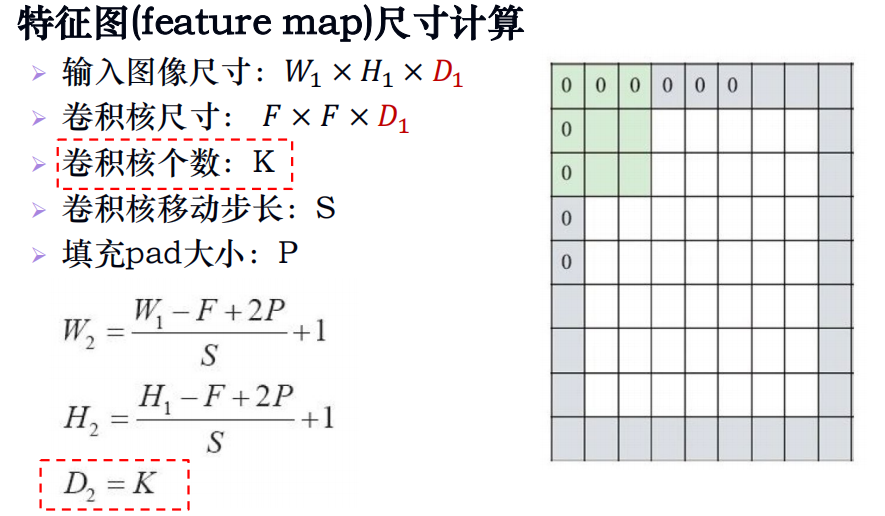 特征图(feature map)尺寸计算
输入图像尺寸：W₁ × H₁ × D₁
卷积核尺寸： F × F × D₁
卷积核个数：K
卷积核移动步长：S
填充pad大小：P
W₂ = (W₁ − F + 2P)/S + 1
H₂ = (H₁ − F + 2P)/S + 1
D₂ = K
0 0 0 0 0 0
0
0
0
0